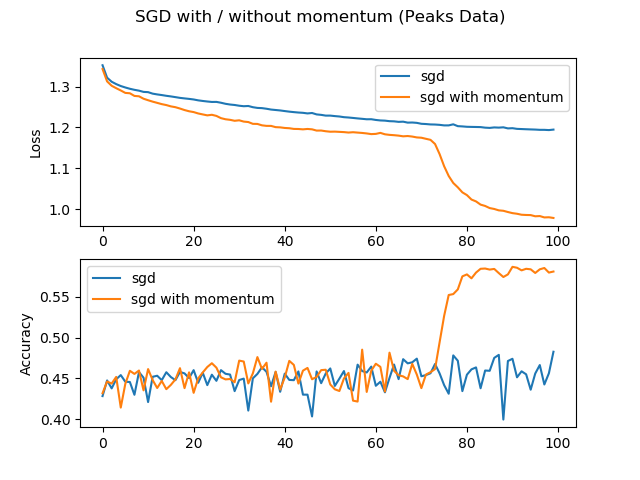 SGD with / without momentum (Peaks Data)
Loss
1.3
1.2
1.1
1.0
sgd
sgd with momentum
0 20 40 60 80 100
Accuracy
0.55
0.50
0.45
0.40
sgd
sgd with momentum
0 20 40 60 80 100